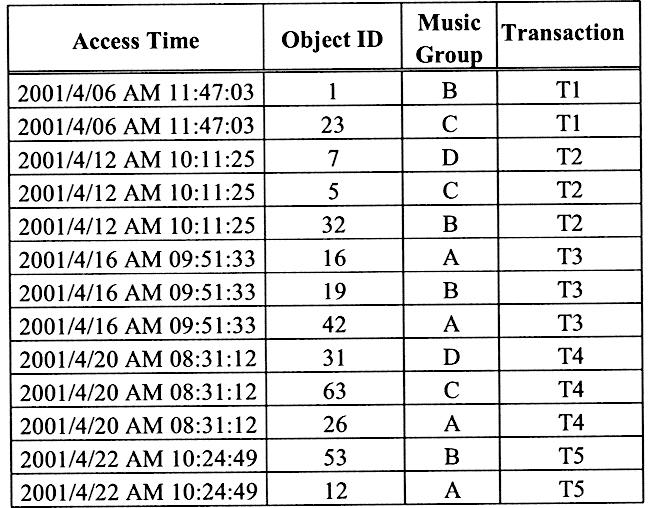 Access Time Object ID Music Group Transaction
2001/4/06 AM 11:47:03 1 B T1
2001/4/06 AM 11:47:03 23 C T1
2001/4/12 AM 10:11:25 7 D T2
2001/4/12 AM 10:11:25 5 C T2
2001/4/12 AM 10:11:25 32 B T2
2001/4/16 AM 09:51:33 16 A T3
2001/4/16 AM 09:51:33 19 B T3
2001/4/16 AM 09:51:33 42 A T3
2001/4/20 AM 08:31:12 31 D T4
2001/4/20 AM 08:31:12 63 C T4
2001/4/20 AM 08:31:12 26 A T4
2001/4/22 AM 10:24:49 53 B T5
2001/4/22 AM 10:24:49 12 A T5